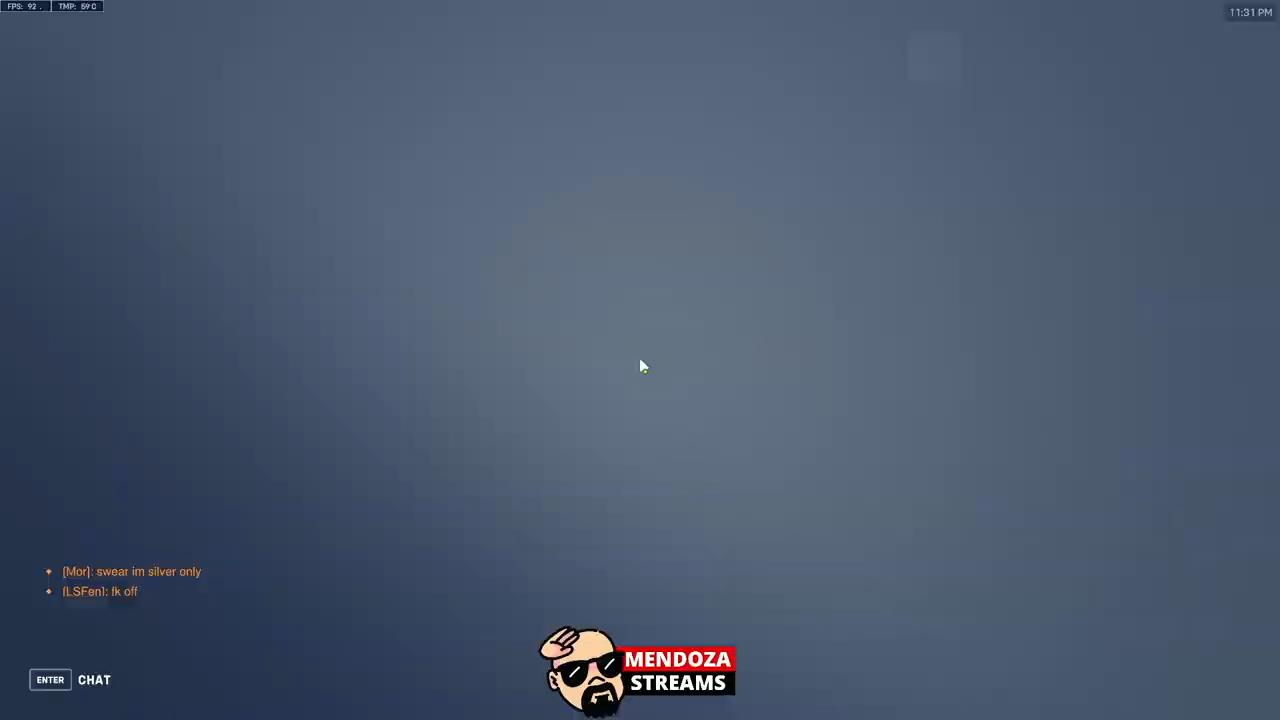 FPS: 92 . TMP: 59 C
11:31 PM
[Mor]: swear im silver only
[LSFen]: fk off
ENTER CHAT
MENDOZA
STREAMS